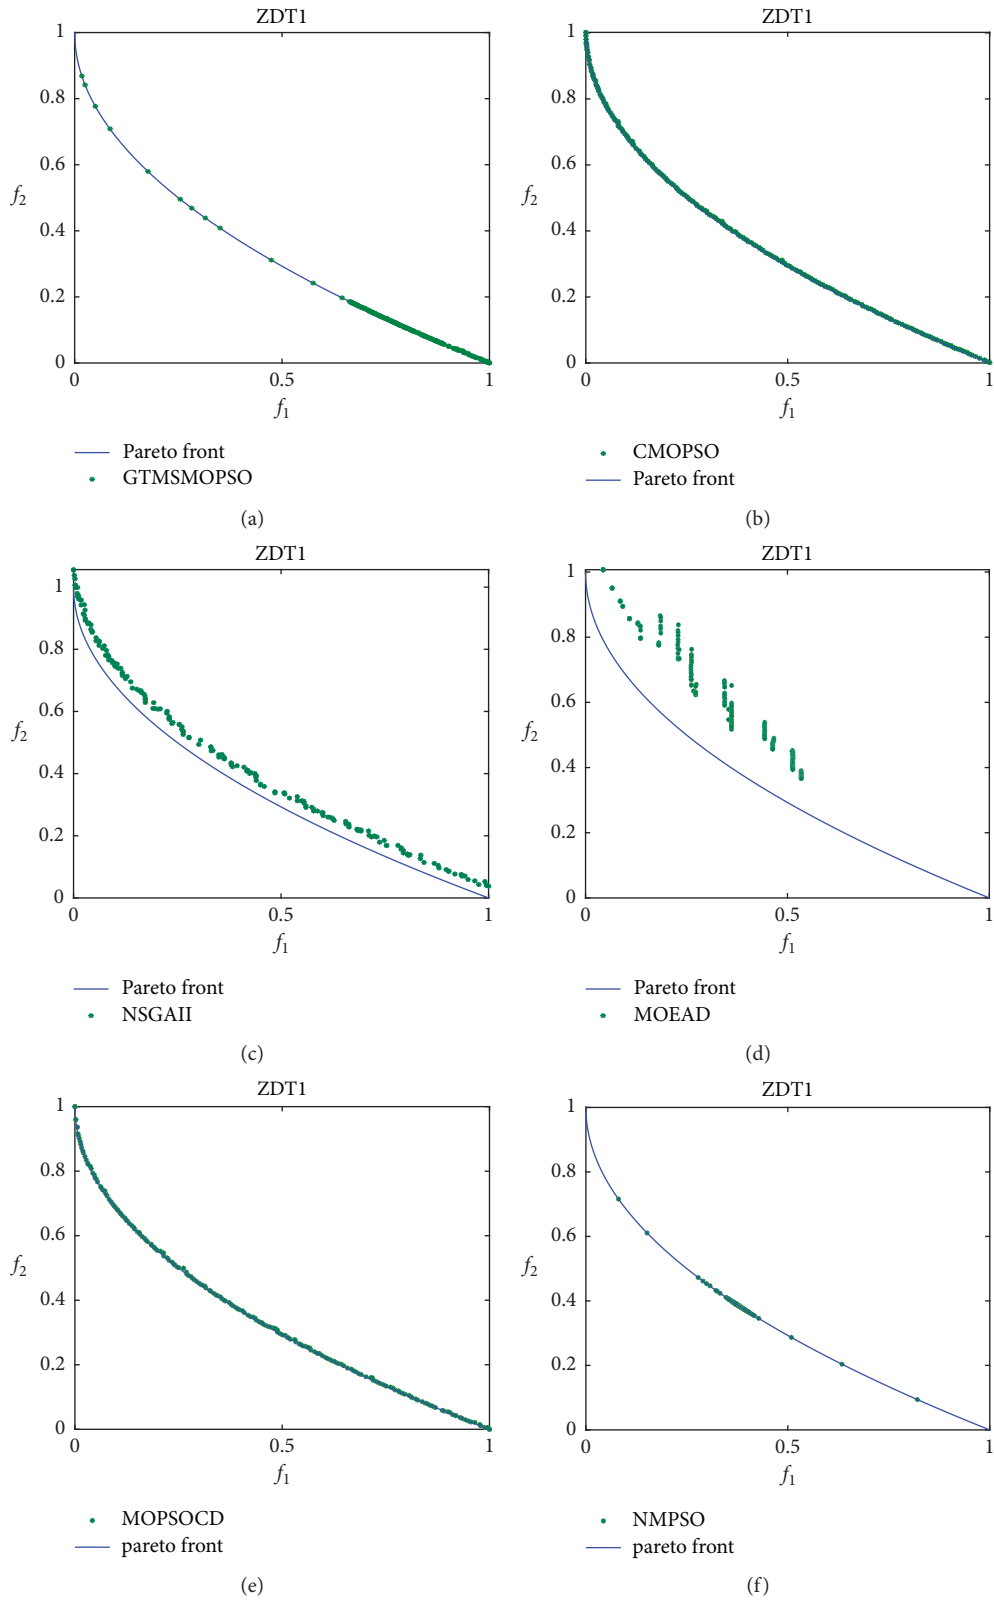 ZDT1
1
0.8
0.6
f2
0.4
0.2
0
0
0.5
1
f1
Pareto front
GTMSMOPSO
(a)
ZDT1
1
0.8
0.6
f2
0.4
0.2
0
0
0.5
1
f1
CMOPSO
Pareto front
(b)
ZDT1
1
0.8
0.6
f2
0.4
0.2
0
0
0.5
1
f1
Pareto front
NSGAII
(c)
ZDT1
1
0.8
0.6
f2
0.4
0.2
0
0
0.5
1
f1
Pareto front
MOEAD
(d)
ZDT1
1
0.8
0.6
f2
0.4
0.2
0
0
0.5
1
f1
MOPSOCD
pareto front
(e)
ZDT1
1
0.8
0.6
f2
0.4
0.2
0
0
0.5
1
f1
NMPSO
pareto front
(f)